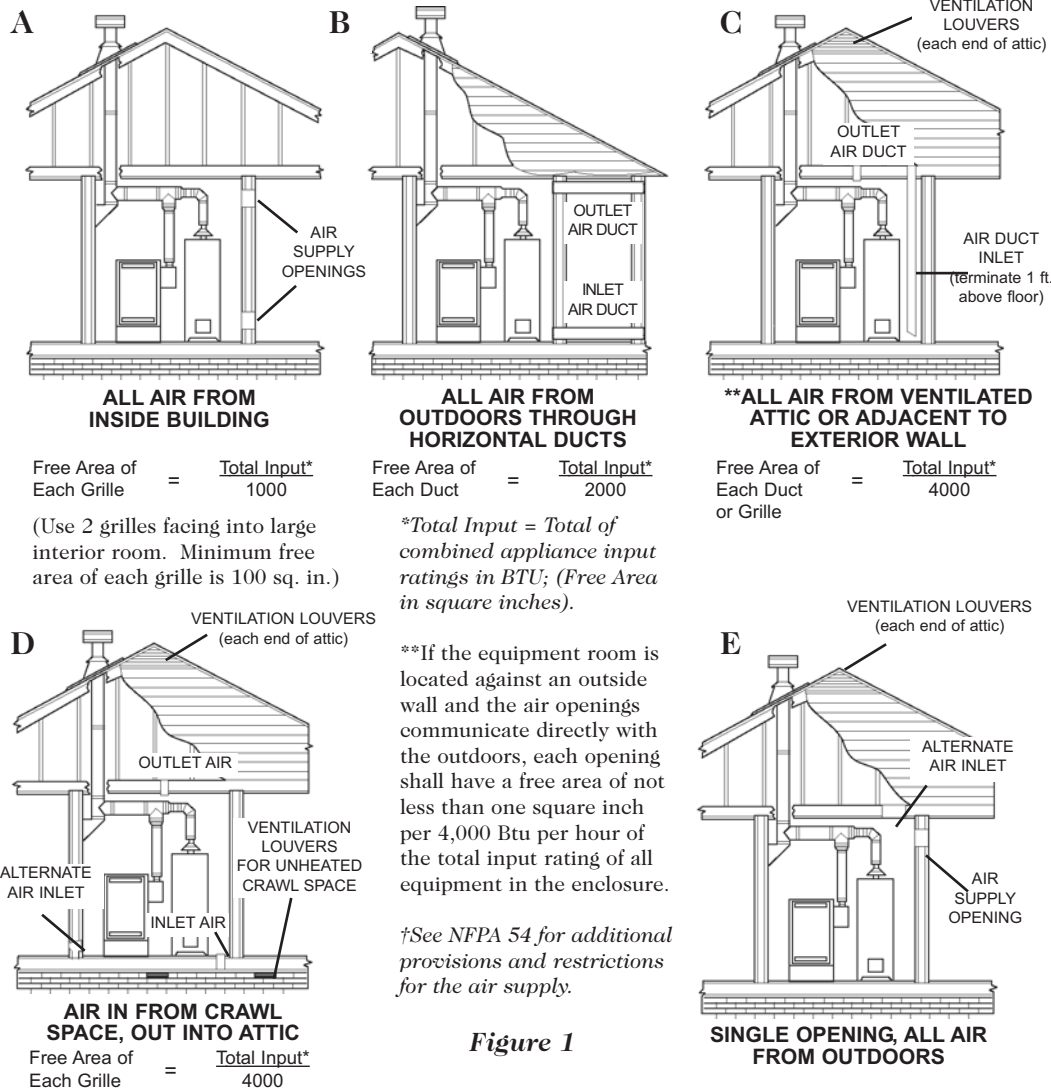 A
AIR
SUPPLY
OPENINGS
ALL AIR FROM
INSIDE BUILDING
Free Area of
Each Grille
=
Total Input*
1000
(Use 2 grilles facing into large
interior room. Minimum free
area of each grille is 100 sq. in.)
B
OUTLET
AIR DUCT
INLET
AIR DUCT
ALL AIR FROM
OUTDOORS THROUGH
HORIZONTAL DUCTS
Free Area of
Each Duct
=
Total Input*
2000
*Total Input = Total of
combined appliance input
ratings in BTU; (Free Area
in square inches).
**If the equipment room is
located against an outside
wall and the air openings
communicate directly with
the outdoors, each opening
shall have a free area of not
less than one square inch
per 4,000 Btu per hour of
the total input rating of all
equipment in the enclosure.
†See NFPA 54 for additional
provisions and restrictions
for the air supply.
Figure 1
C
VENTILATION
LOUVERS
(each end of attic)
OUTLET
AIR DUCT
AIR DUCT
INLET
(terminate 1 ft.
above floor)
**ALL AIR FROM VENTILATED
ATTIC OR ADJACENT TO
EXTERIOR WALL
Free Area of
Each Duct
or Grille
=
Total Input*
4000
D
VENTILATION LOUVERS
(each end of attic)
OUTLET AIR
VENTILATION
LOUVERS
FOR UNHEATED
CRAWL SPACE
ALTERNATE
AIR INLET
INLET AIR
AIR IN FROM CRAWL
SPACE, OUT INTO ATTIC
Free Area of
Each Grille
=
Total Input*
4000
E
VENTILATION LOUVERS
(each end of attic)
ALTERNATE
AIR INLET
AIR
SUPPLY
OPENING
SINGLE OPENING, ALL AIR
FROM OUTDOORS